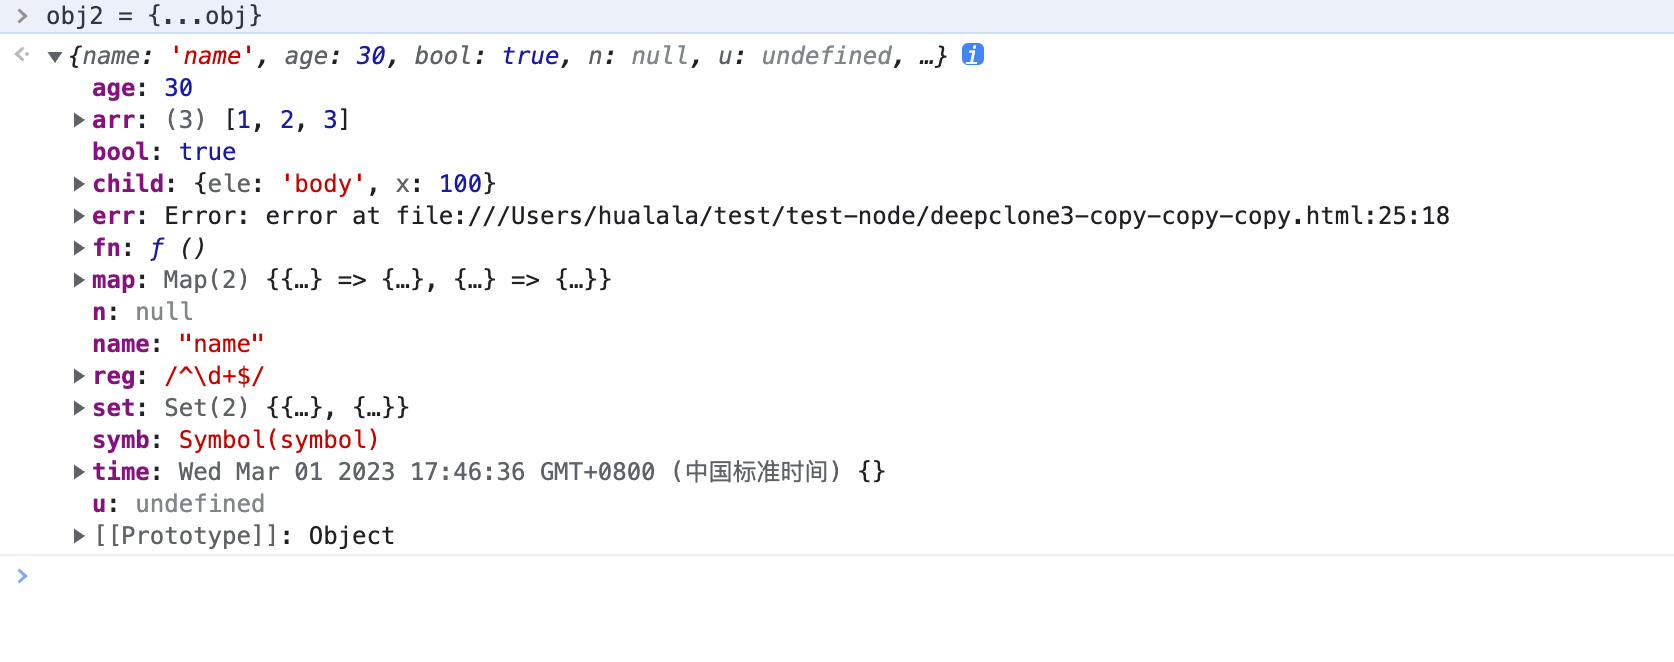 > obj2 = {...obj}
{name: 'name', age: 30, bool: true, n: null, u: undefined, …} i
age: 30
arr: (3) [1, 2, 3]
bool: true
child: {ele: 'body', x: 100}
err: Error: error at file:///Users/hualala/test/test-node/deepclone3-copy-copy-copy.html:25:18
fn: ƒ ()
map: Map(2) {{…} => {…}, {…} => {…}}
n: null
name: "name"
reg: /^\d+$/
set: Set(2) {{…}, {…}}
symb: Symbol(symbol)
time: Wed Mar 01 2023 17:46:36 GMT+0800 (中国标准时间) {}
u: undefined
[[Prototype]]: Object
>